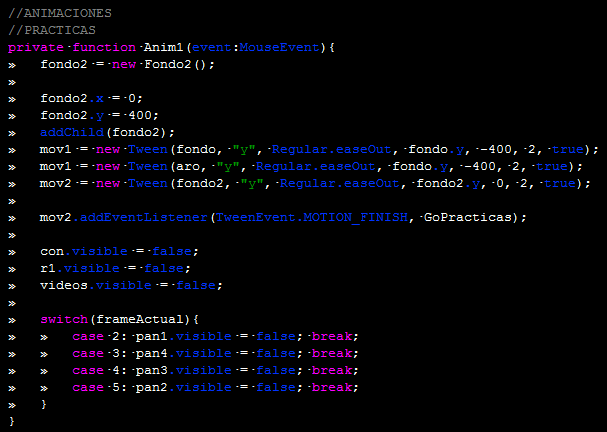 //ANIMACIONES
//PRACTICAS
private·function·Anim1(event:MouseEvent){
»   fondo2·=·new·Fondo2();
»
»   fondo2.x·=·0;
»   fondo2.y·=·400;
»   addChild(fondo2);
»   mov1·=·new·Tween(fondo,·"y",·Regular.easeOut,·fondo.y,·-400,·2,·true);
»   mov1·=·new·Tween(aro,·"y",·Regular.easeOut,·fondo.y,·-400,·2,·true);
»   mov2·=·new·Tween(fondo2,·"y",·Regular.easeOut,·fondo2.y,·0,·2,·true);
»
»   mov2.addEventListener(TweenEvent.MOTION_FINISH,·GoPracticas);
»
»   con.visible·=·false;
»   r1.visible·=·false;
»   videos.visible·=·false;
»
»   switch(frameActual){
»   »   case·2:·pan1.visible·=·false;·break;
»   »   case·3:·pan4.visible·=·false;·break;
»   »   case·4:·pan3.visible·=·false;·break;
»   »   case·5:·pan2.visible·=·false;·break;
»   }
}